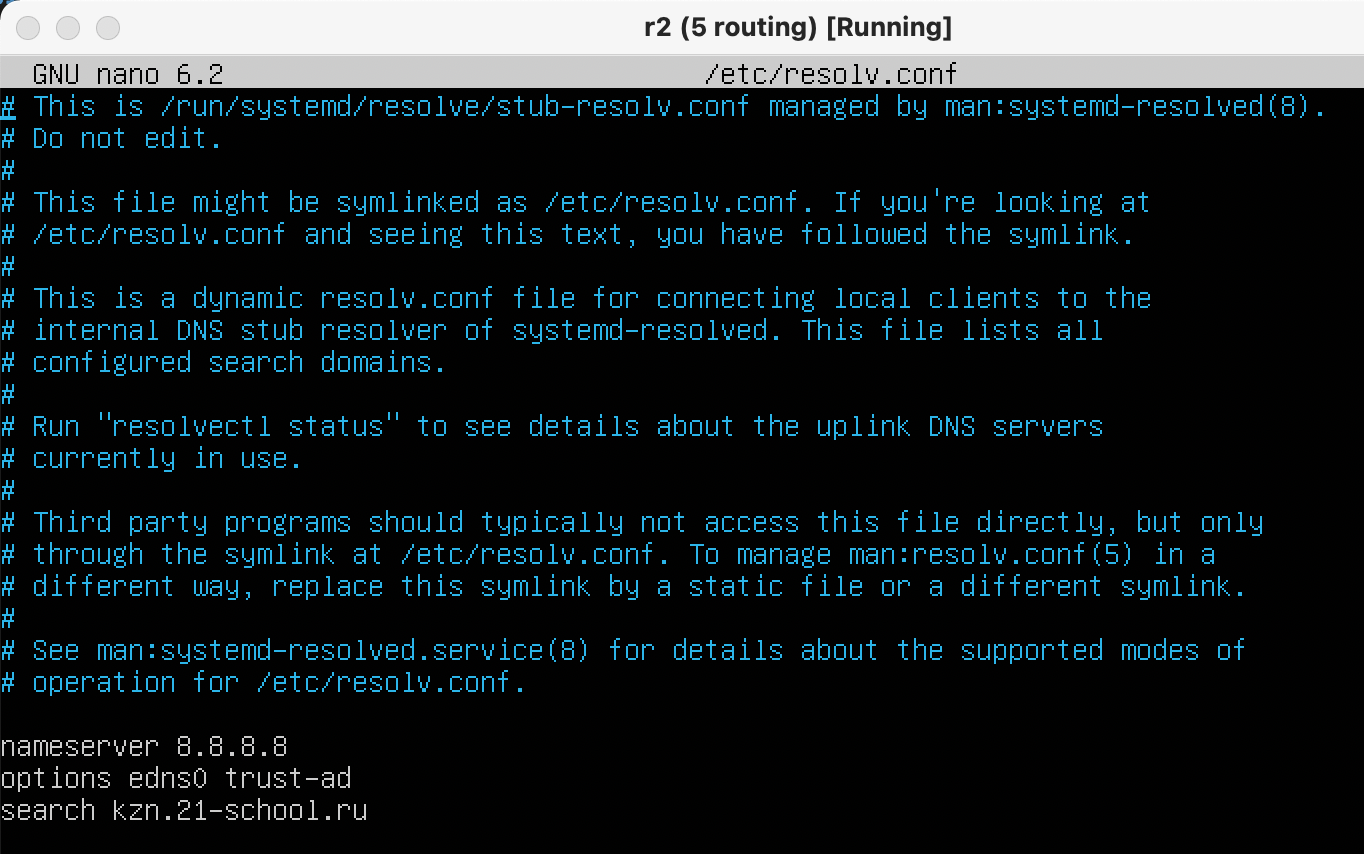 r2 (5 routing) [Running]
GNU nano 6.2 /etc/resolv.conf
# This is /run/systemd/resolve/stub-resolv.conf managed by man:systemd-resolved(8).
# Do not edit.
#
# This file might be symlinked as /etc/resolv.conf. If you're looking at
# /etc/resolv.conf and seeing this text, you have followed the symlink.
#
# This is a dynamic resolv.conf file for connecting local clients to the
# internal DNS stub resolver of systemd-resolved. This file lists all
# configured search domains.
#
# Run "resolvectl status" to see details about the uplink DNS servers
# currently in use.
#
# Third party programs should typically not access this file directly, but only
# through the symlink at /etc/resolv.conf. To manage man:resolv.conf(5) in a
# different way, replace this symlink by a static file or a different symlink.
#
# See man:systemd-resolved.service(8) for details about the supported modes of
# operation for /etc/resolv.conf.
nameserver 8.8.8.8
options edns0 trust-ad
search kzn.21-school.ru